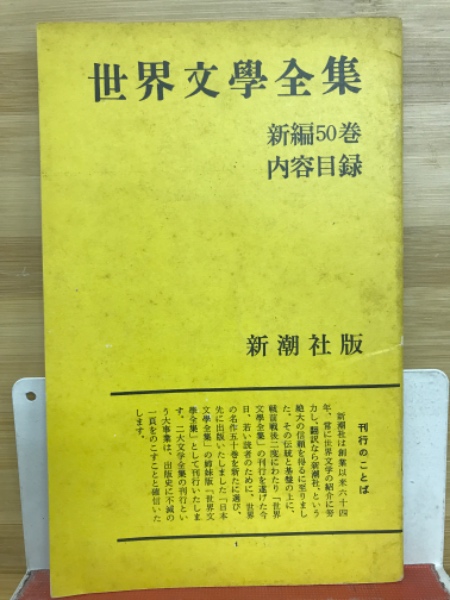 世界文學全集
新編50巻
内容目録
新潮社版
刊行のことば
新潮社は創業以来六十四
年、常に世界文学の紹介に努
力し、翻訳なら新潮社、という
絶大の信頼を得るに至りまし
た。その伝統と基盤の上に、
戦前戦後二度にわたり「世界
文學全集」の刊行を遂げた今
日、若い読者のために、世界
の名作五十巻を新たに選び、
先に出版いたしました「日本
文學全集」の姉妹版「世界文
學全集」として刊行いたしま
す。二大文学全集の刊行とい
う大事業は、出版史に不滅の
一頁をのこすことと確信いた
します。
1